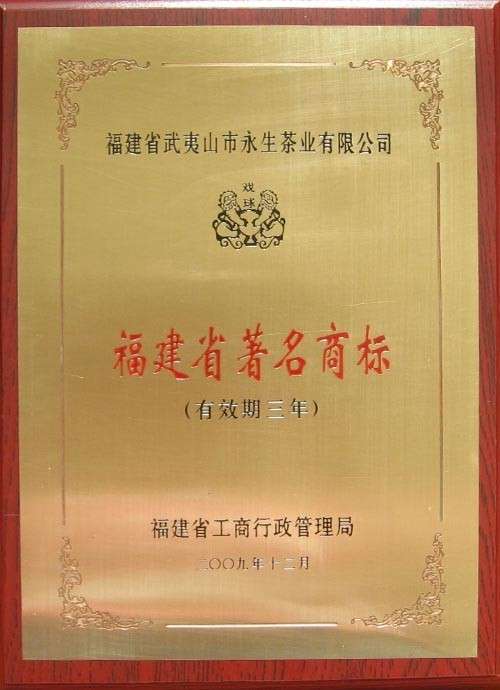 福建省武夷山市永生茶业有限公司
戏
球
福建省著名商标
（有效期三年）
福建省工商行政管理局
二〇〇九年十二月